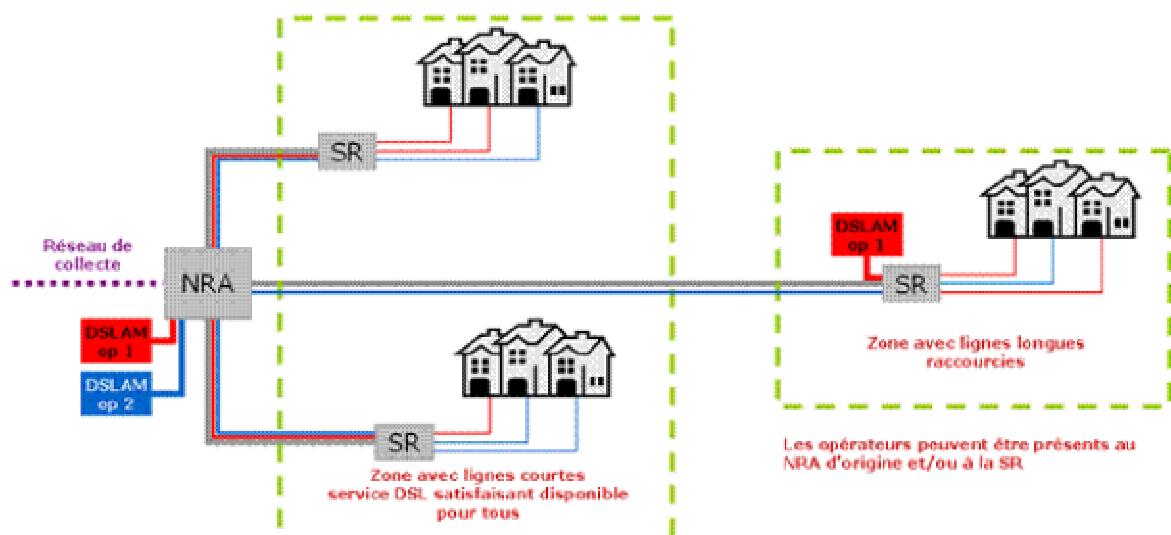 SR
Réseau de
collecte
NRA
DSLAM
op 1
DSLAM
op 2
SR
Zone avec lignes courtes
service DSL satisfaisant disponible
pour tous
DSLAM
op 1
SR
Zone avec lignes longues
raccourcies
Les opérateurs peuvent être présents au
NRA d'origine et/ou à la SR